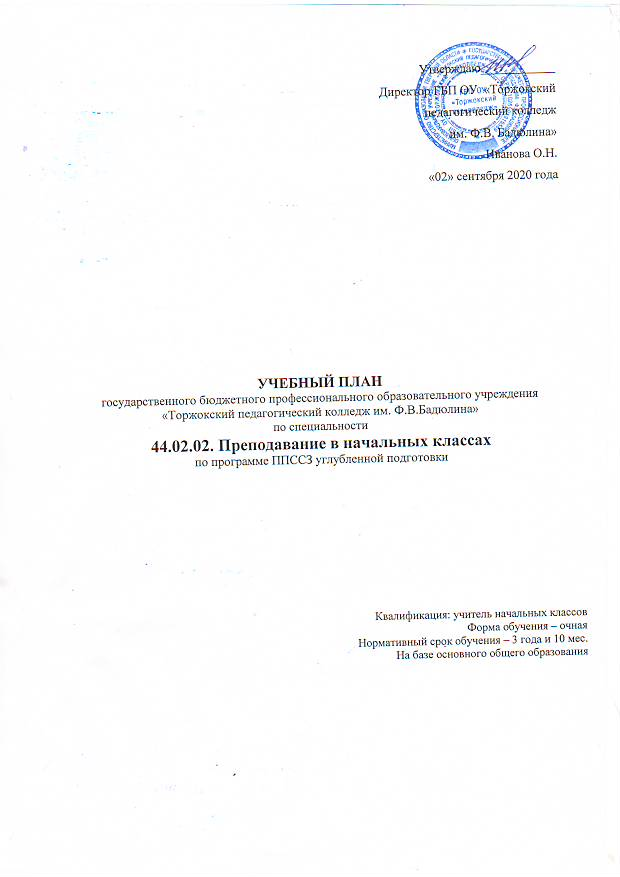 Утверждаю
Директор ГБП ОУ «Торжокский
педагогический колледж
им. Ф.В. Бадюлина»
Иванова О.Н.
«02» сентября 2020 года
УЧЕБНЫЙ ПЛАН
государственного бюджетного профессионального образовательного учреждения
«Торжокский педагогический колледж им. Ф.В.Бадюлина»
по специальности
44.02.02. Преподавание в начальных классах
по программе ППССЗ углубленной подготовки
Квалификация: учитель начальных классов
Форма обучения – очная
Нормативный срок обучения – 3 года и 10 мес.
На базе основного общего образования